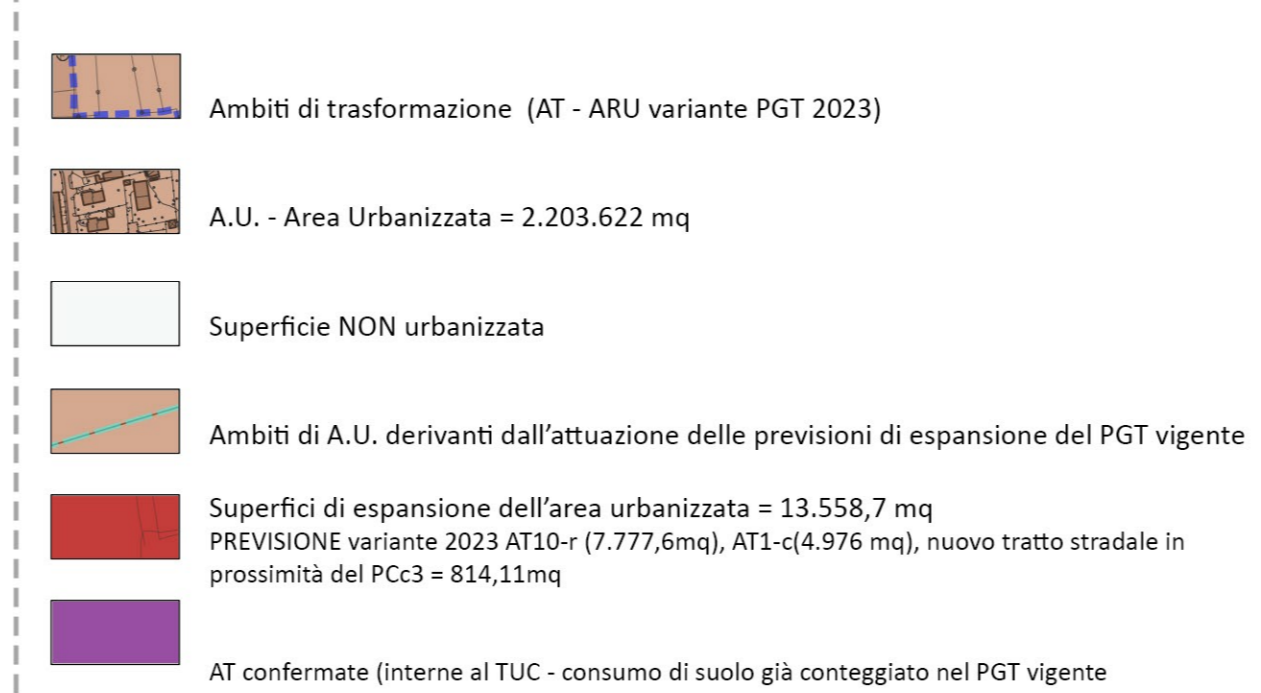 Ambiti di trasformazione (AT - ARU variante PGT 2023)
A.U. - Area Urbanizzata = 2.203.622 mq
Superficie NON urbanizzata
Ambiti di A.U. derivanti dall'attuazione delle previsioni di espansione del PGT vigente
Superfici di espansione dell'area urbanizzata = 13.558,7 mq
PREVISIONE variante 2023 AT10-r (7.777,6mq), AT1-c(4.976 mq), nuovo tratto stradale in
prossimità del PCc3 = 814,11mq
AT confermate (interne al TUC - consumo di suolo già conteggiato nel PGT vigente